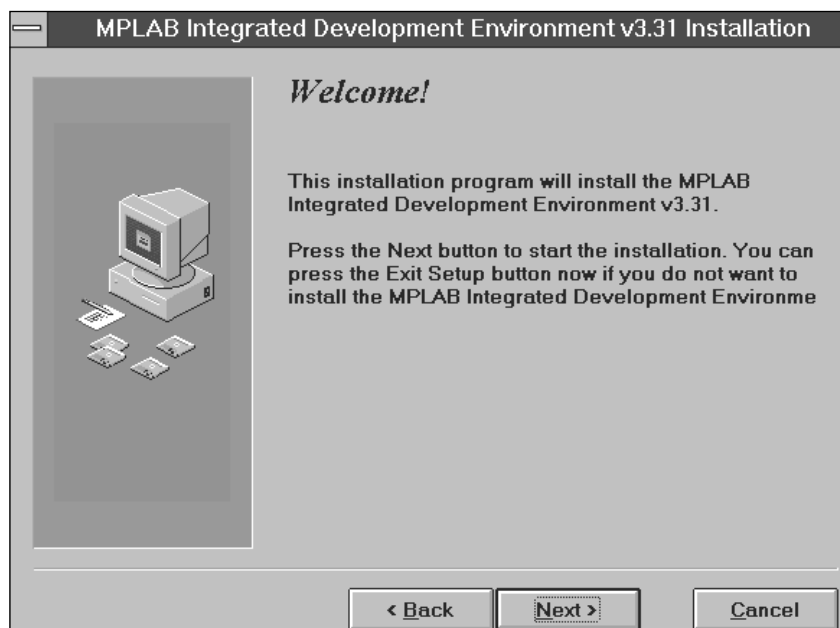 MPLAB Integrated Development Environment v3.31 Installation
Welcome!
This installation program will install the MPLAB
Integrated Development Environment v3.31.
Press the Next button to start the installation. You can
press the Exit Setup button now if you do not want to
install the MPLAB Integrated Development Environme
< Back
Next >
Cancel